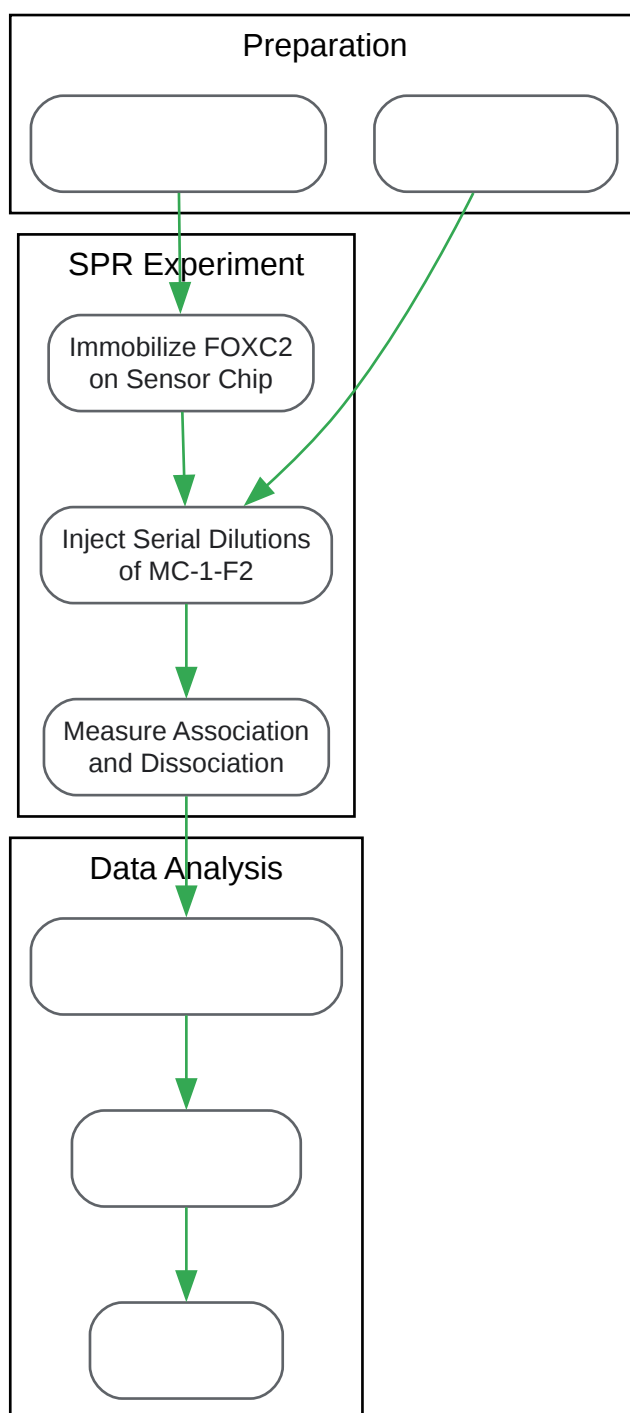 Preparation
SPR Experiment
Immobilize FOXC2
on Sensor Chip
Inject Serial Dilutions
of MC-1-F2
Measure Association
and Dissociation
Data Analysis